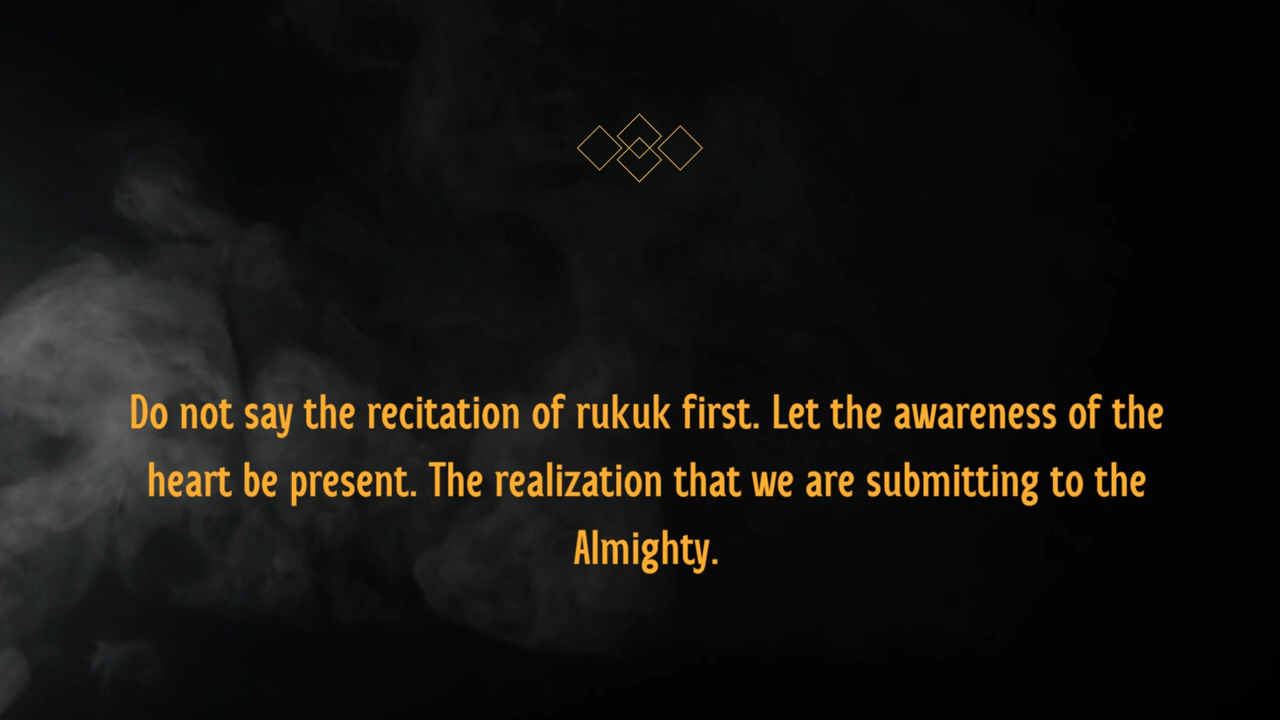 Do not say the recitation of rukuk first. Let the awareness of the
heart be present. The realization that we are submitting to the
Almighty.